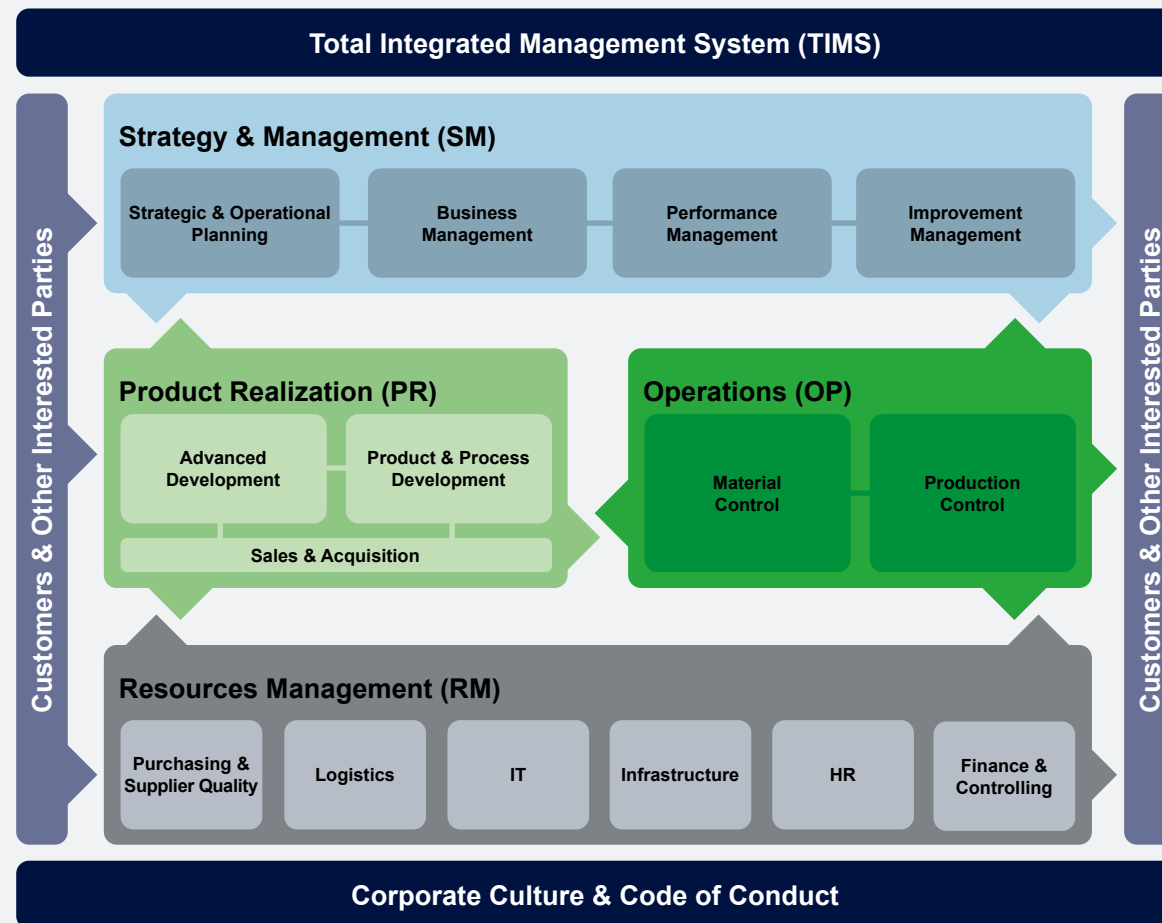 Total Integrated Management System (TIMS)
Customers & Other Interested Parties
Strategy & Management (SM)
Strategic & Operational
Planning
Business
Management
Performance
Management
Improvement
Management
Product Realization (PR)
Advanced
Development
Product & Process
Development
Sales & Acquisition
Operations (OP)
Material
Control
Production
Control
Resources Management (RM)
Purchasing &
Supplier Quality
Logistics
IT
Infrastructure
HR
Finance &
Controlling
Customers & Other Interested Parties
Corporate Culture & Code of Conduct